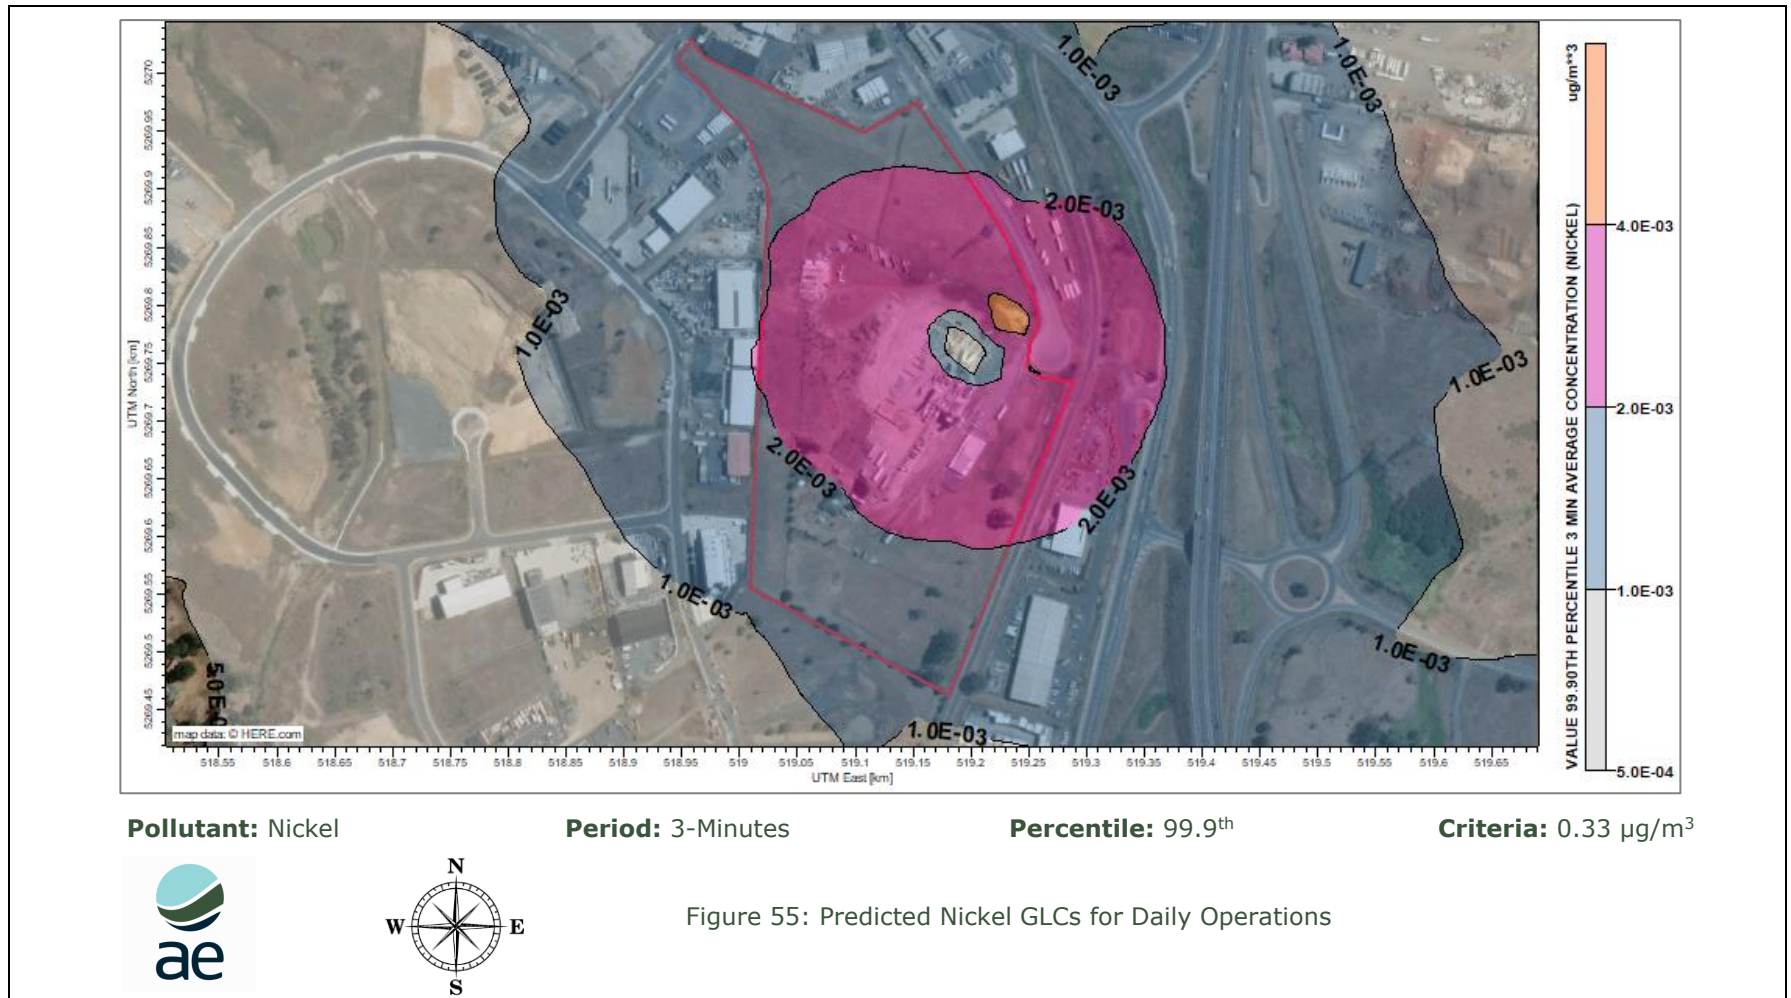 1.0E-03
1.0E-03
2.0E-03
1.0E-03
1.0E-03
2.0E-03
2.0E-03
1.0E-03
1.0E-03
5.0E-0
1.0E-03
map data: © HERE.com
5270
5269.95
5269.9
5269.85
5269.8
5269.75
5269.7
5269.65
5269.6
5269.55
5269.5
5269.45
UTM North [km]
518.55 518.6 518.65 518.7 518.75 518.8 518.85 518.9 518.95 519 519.05 519.1 519.15 519.2 519.25 519.3 519.35 519.4 519.45 519.5 519.55 519.6 519.65
UTM East [km]
VALUE 99.90TH PERCENTILE 3 MIN AVERAGE CONCENTRATION (NICKEL) ug/m**3
4.0E-03
2.0E-03
1.0E-03
5.0E-04
Pollutant: Nickel Period: 3-Minutes Percentile: 99.9th Criteria: 0.33 µg/m3
ae
N
W E
S
Figure 55: Predicted Nickel GLCs for Daily Operations